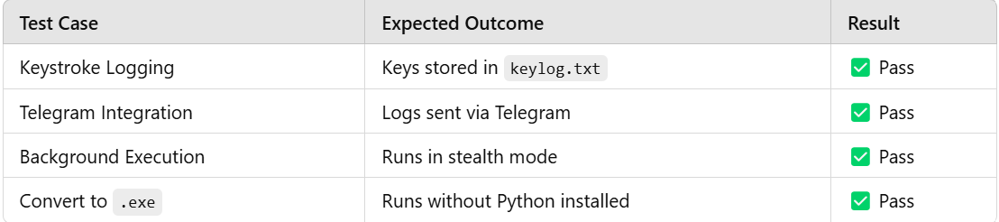 Test Case Expected Outcome Result
Keystroke Logging Keys stored in keylog.txt ✅ Pass
Telegram Integration Logs sent via Telegram ✅ Pass
Background Execution Runs in stealth mode ✅ Pass
Convert to .exe Runs without Python installed ✅ Pass